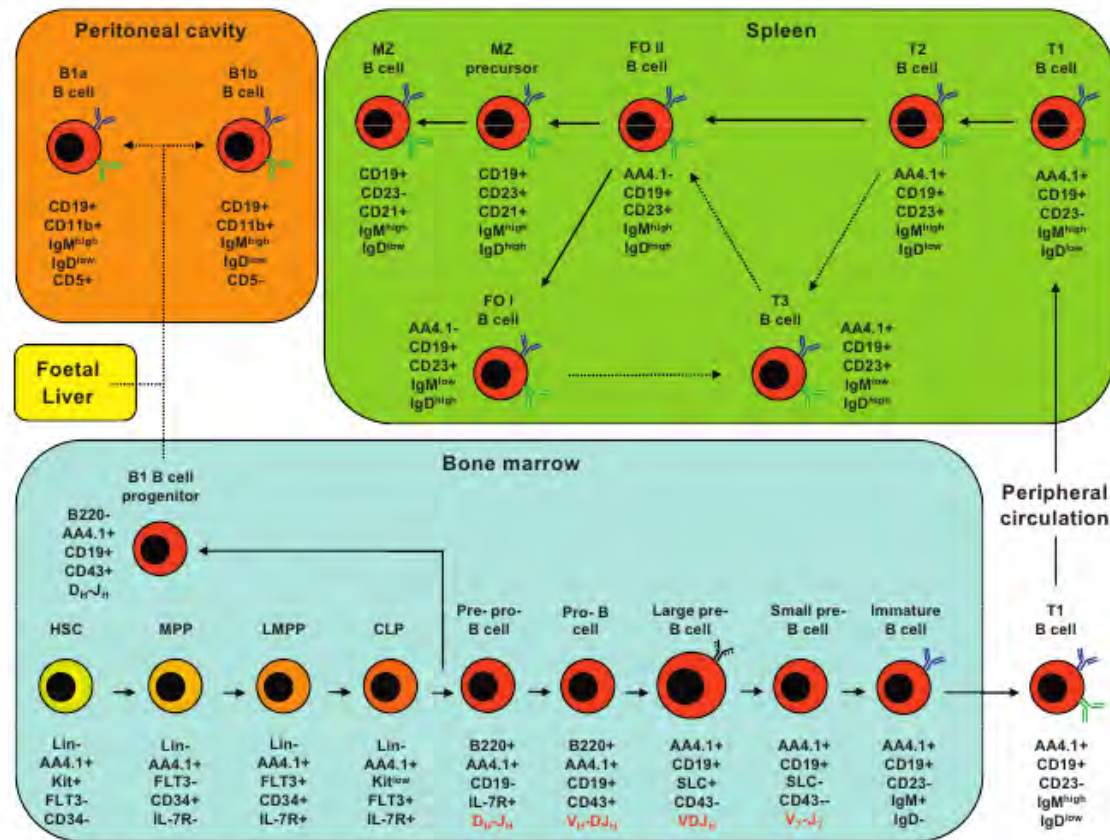 Peritoneal cavity
B1a
B cell
CD19+
CD11b+
IgMhigh
IgDlow
CD5+
B1b
B cell
CD19+
CD11b+
IgMhigh
IgDlow
CD5-
Spleen
MZ
B cell
CD19+
CD23-
CD21+
IgMhigh
IgDlow
MZ
precursor
CD19+
CD23+
CD21+
IgMhigh
IgDhigh
FO II
B cell
AA4.1-
CD19+
CD23+
IgMhigh
IgDhigh
T2
B cell
AA4.1+
CD19+
CD23+
IgMhigh
IgDlow
T1
B cell
AA4.1+
CD19+
CD23-
IgMhigh
IgDlow
FO I
B cell
AA4.1-
CD19+
CD23+
IgMlow
IgDhigh
T3
B cell
AA4.1+
CD19+
CD23+
IgMlow
IgDhigh
Foetal
Liver
Bone marrow
B1 B cell
progenitor
B220-
AA4.1+
CD19+
CD43+
DH-JH
Peripheral
circulation
HSC
Lin-
AA4.1+
Kit+
FLT3-
CD34-
MPP
Lin-
AA4.1+
FLT3-
CD34+
IL-7R-
LMPP
Lin-
AA4.1+
FLT3+
CD34+
IL-7R+
CLP
Lin-
AA4.1+
Kitlow
FLT3+
IL-7R+
Pre- pro-
B cell
B220+
AA4.1+
CD19-
IL-7R+
DH-JH
Pro- B
cell
B220+
AA4.1+
CD19+
CD43+
VH-DJH
Large pre-
B cell
AA4.1+
CD19+
SLC+
CD43-
VDJH
Small pre-
B cell
AA4.1+
CD19+
SLC-
CD43--
Immature
B cell
AA4.1+
CD19+
CD23-
IgM+
IgD-
T1
B cell
AA4.1+
CD19+
CD23-
IgMhigh
IgDlow